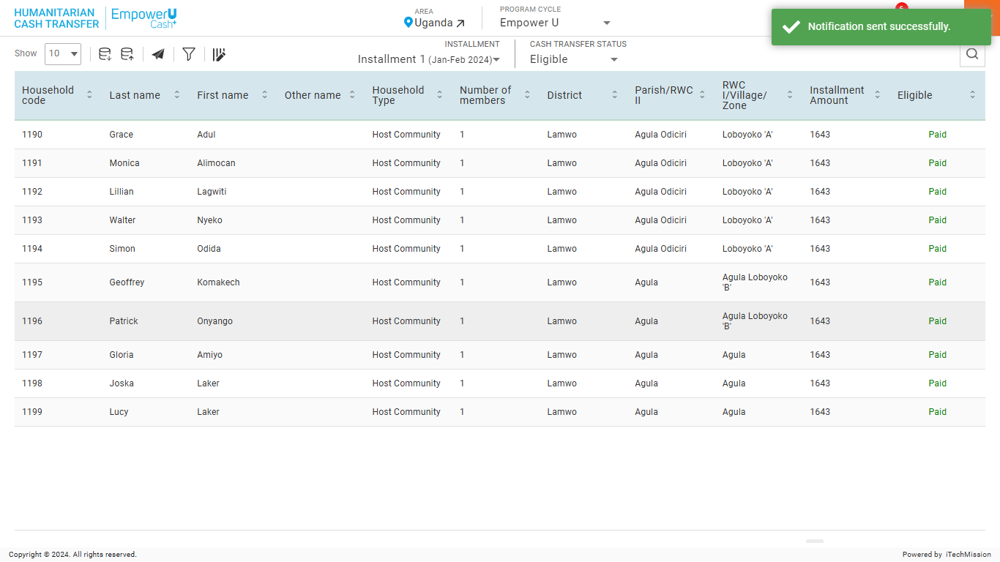 HUMANITARIAN
CASH TRANSFER
EmpowerU
Cash+
AREA
Uganda
PROGRAM CYCLE
Empower U
Notification sent successfully.
Show 10
INSTALLMENT
Installment 1 (Jan-Feb 2024)
CASH TRANSFER STATUS
Eligible
Household code Last name First name Other name Household Type Number of members District Parish/RWC II RWC I/Village/ Zone Installment Amount Eligible
1190 Grace Adul Host Community 1 Lamwo Agula Odiciri Loboyoko 'A' 1643 Paid
1191 Monica Alimocan Host Community 1 Lamwo Agula Odiciri Loboyoko 'A' 1643 Paid
1192 Lillian Lagwiti Host Community 1 Lamwo Agula Odiciri Loboyoko 'A' 1643 Paid
1193 Walter Nyeko Host Community 1 Lamwo Agula Odiciri Loboyoko 'A' 1643 Paid
1194 Simon Odida Host Community 1 Lamwo Agula Odiciri Loboyoko 'A' 1643 Paid
1195 Geoffrey Komakech Host Community 1 Lamwo Agula Agula Loboyoko 'B' 1643 Paid
1196 Patrick Onyango Host Community 1 Lamwo Agula Agula Loboyoko 'B' 1643 Paid
1197 Gloria Amiyo Host Community 1 Lamwo Agula Agula 1643 Paid
1198 Joska Laker Host Community 1 Lamwo Agula Agula 1643 Paid
1199 Lucy Laker Host Community 1 Lamwo Agula Agula 1643 Paid
Copyright © 2024. All rights reserved.
Powered by iTechMission